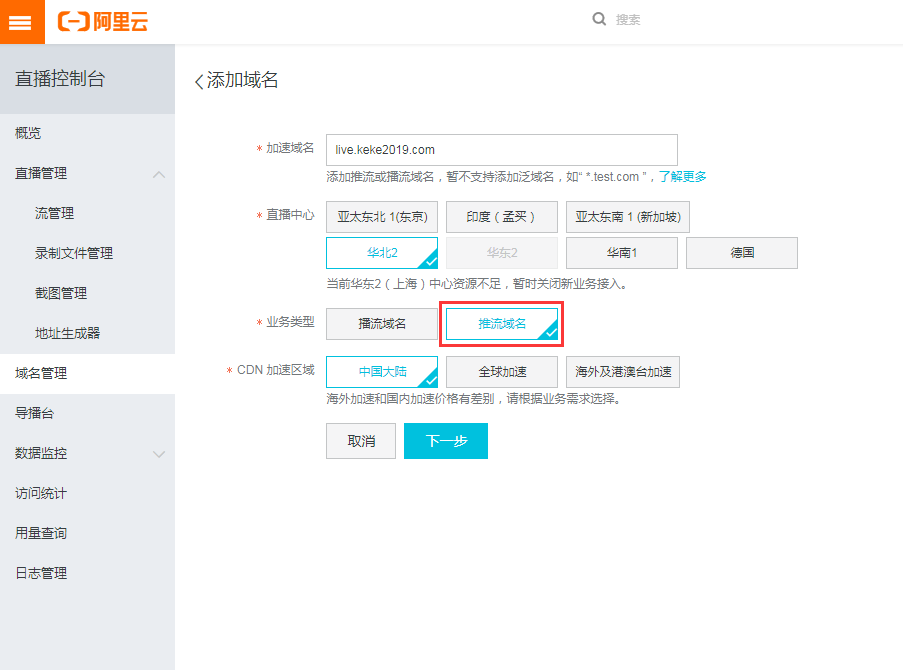 阿里云
搜索
直播控制台
概览
直播管理
流管理
录制文件管理
截图管理
地址生成器
域名管理
导播台
数据监控
访问统计
用量查询
日志管理
添加域名
* 加速域名
live.keke2019.com
添加推流或播流域名，暂不支持添加泛域名，如“ *.test.com ”，了解更多
* 直播中心
亚太东北 1(东京)
印度（孟买）
亚太东南 1 (新加坡)
华北2
华东2
华南1
德国
当前华东2（上海）中心资源不足，暂时关闭新业务接入。
* 业务类型
播流域名
推流域名
* CDN 加速区域
中国大陆
全球加速
海外及港澳台加速
海外加速和国内加速价格有差别，请根据业务需求选择。
取消
下一步